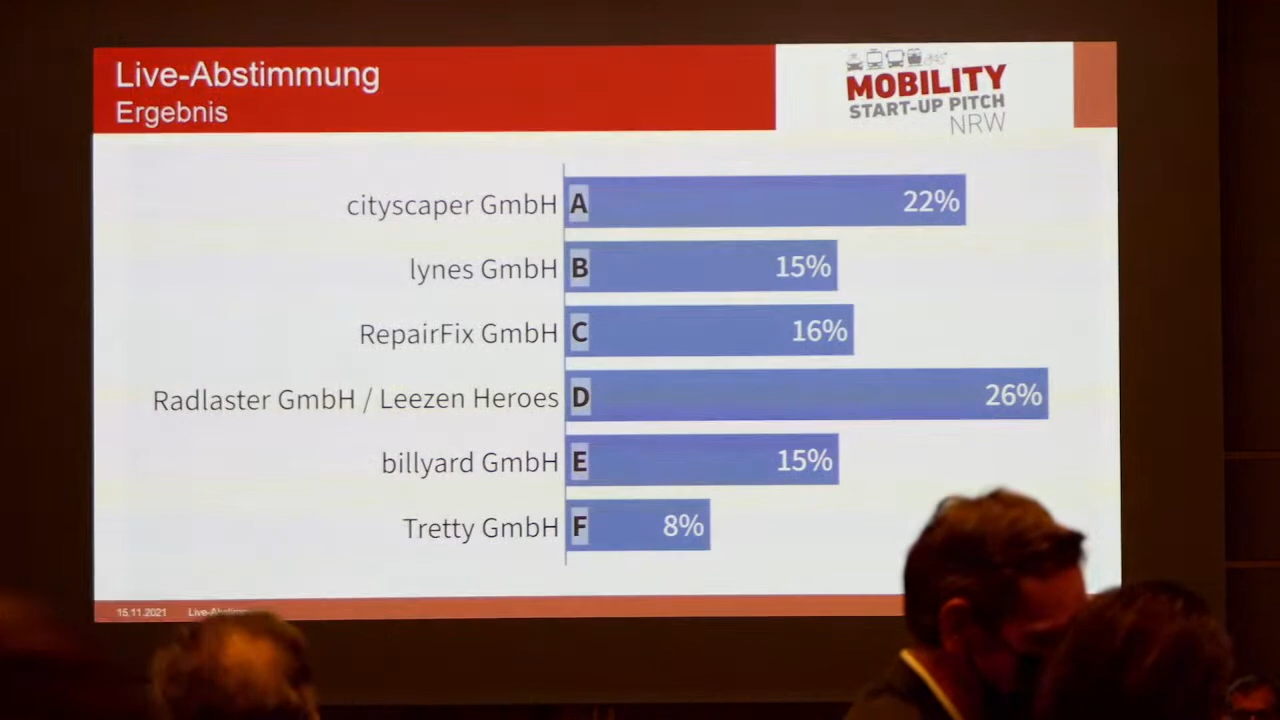 Live-Abstimmung
Ergebnis
MOBILITY
START-UP PITCH
NRW
cityscaper GmbH A 22%
lynes GmbH B 15%
RepairFix GmbH C 16%
Radlaster GmbH / Leezen Heroes D 26%
billyard GmbH E 15%
Tretty GmbH F 8%
15.11.2021